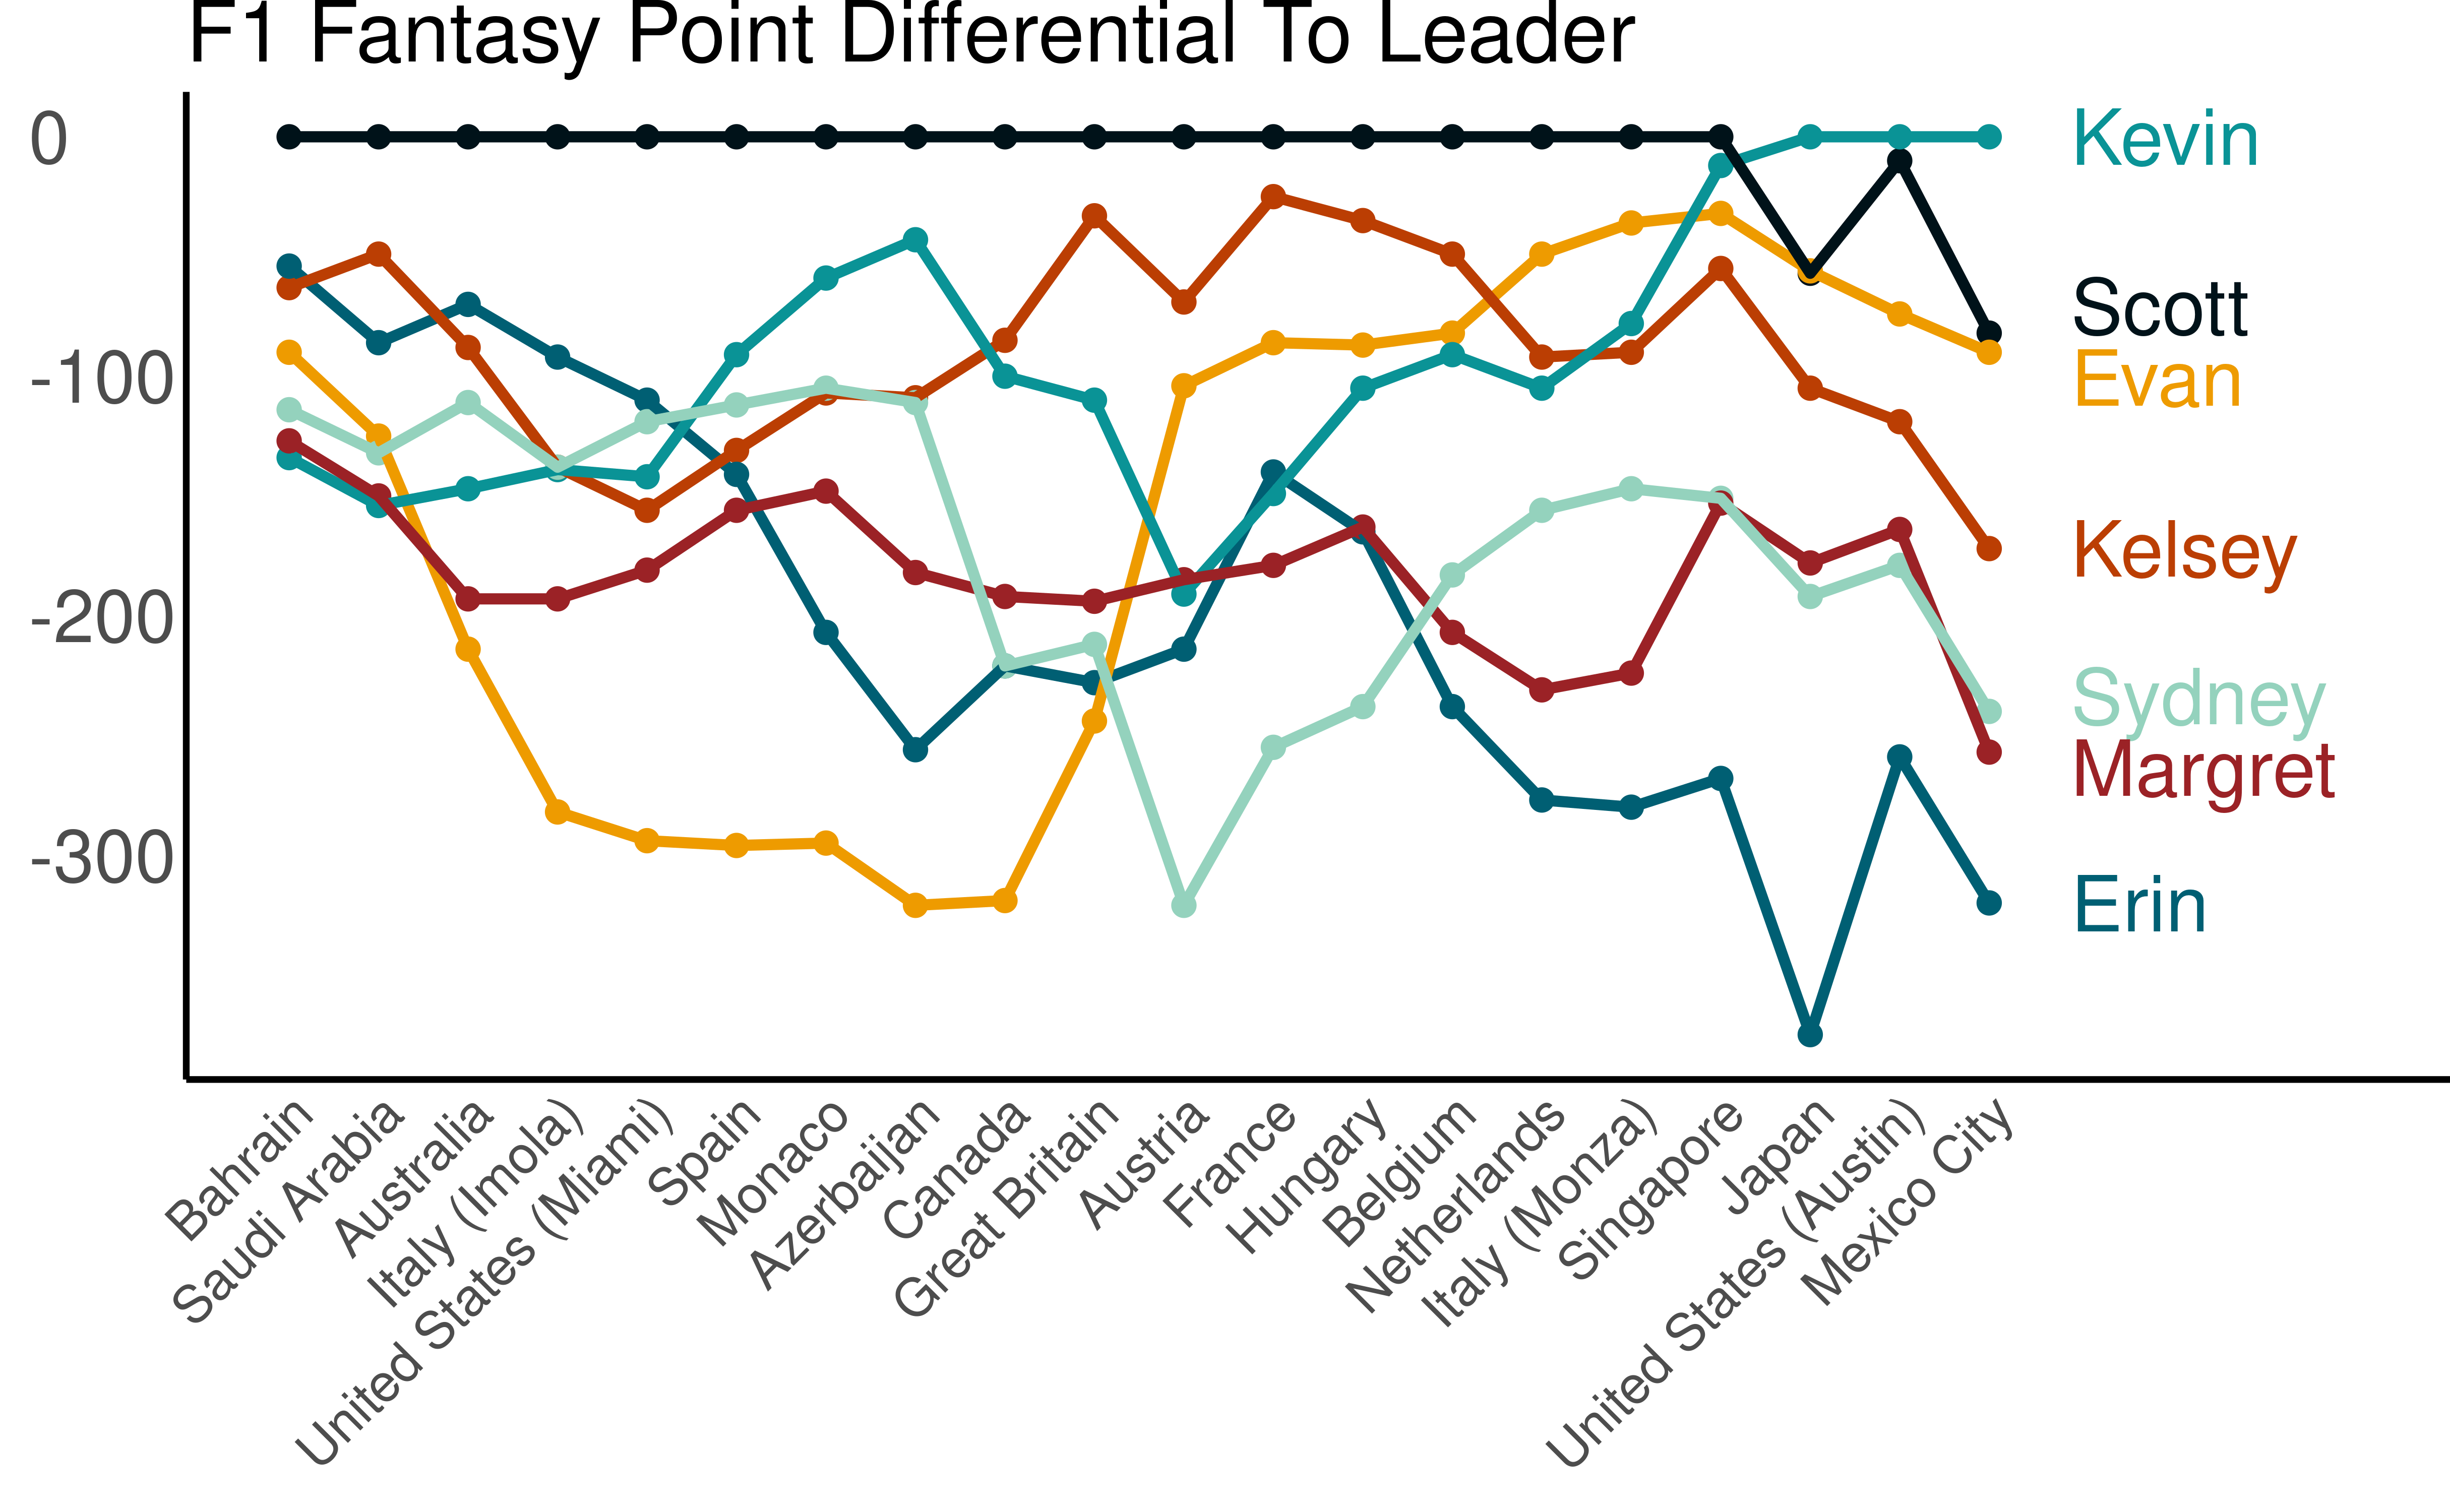 F1 Fantasy Point Differential To Leader
0
-100
-200
-300
Kevin
Scott
Evan
Kelsey
Sydney
Margret
Erin
Bahrain
Saudi Arabia
Australia
Italy (Imola)
United States (Miami)
Spain
Monaco
Azerbaijan
Canada
Great Britain
Austria
France
Hungary
Belgium
Netherlands
Italy (Monza)
Singapore
Japan
United States (Austin)
Mexico City